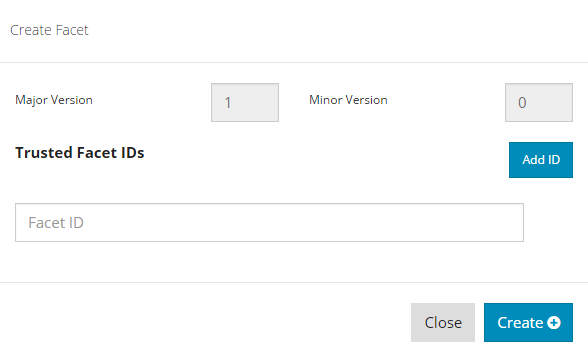 Create Facet
Major Version 1 Minor Version 0
Trusted Facet IDs Add ID
Facet ID
Close Create